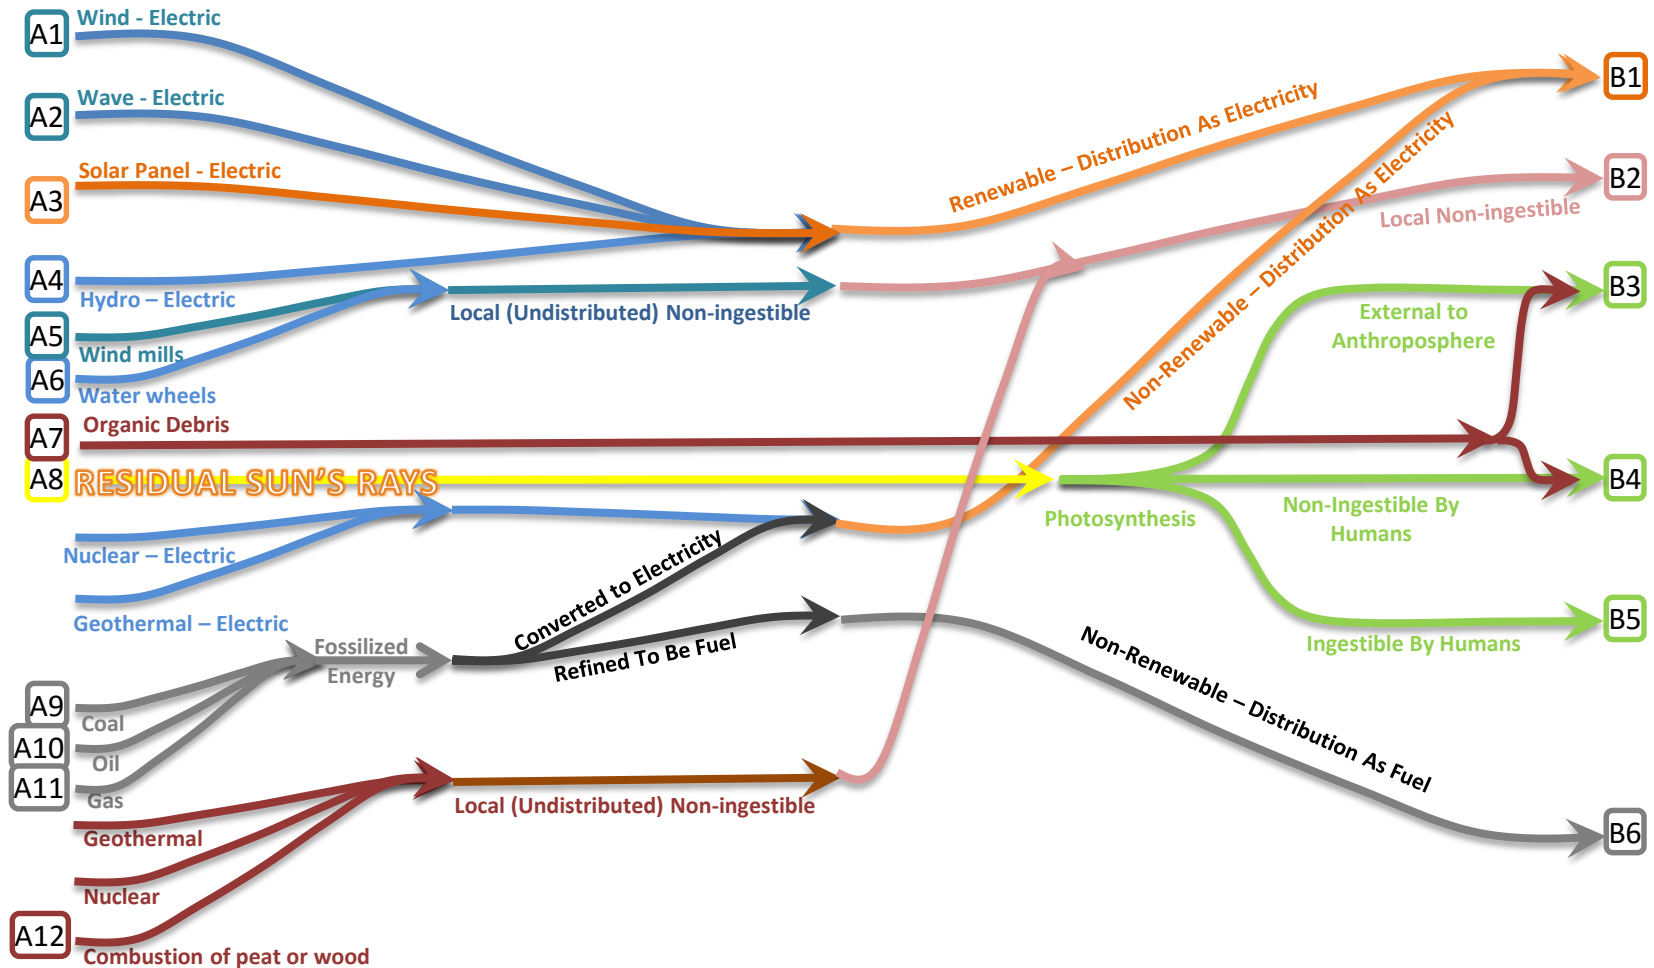 A1
Wind - Electric
A2
Wave - Electric
A3
Solar Panel - Electric
A4
Hydro – Electric
A5
Wind mills
A6
Water wheels
A7
Organic Debris
A8
RESIDUAL SUN'S RAYS
Nuclear – Electric
Geothermal – Electric
A9
Coal
A10
Oil
A11
Gas
Geothermal
Nuclear
A12
Combustion of peat or wood
Fossilized
Energy
Local (Undistributed) Non-ingestible
Converted to Electricity
Refined To Be Fuel
Local (Undistributed) Non-ingestible
Renewable – Distribution As Electricity
Non-Renewable – Distribution As Electricity
Local Non-ingestible
External to
Anthroposphere
Photosynthesis
Non-Ingestible By
Humans
Ingestible By Humans
Non-Renewable – Distribution As Fuel
B1
B2
B3
B4
B5
B6